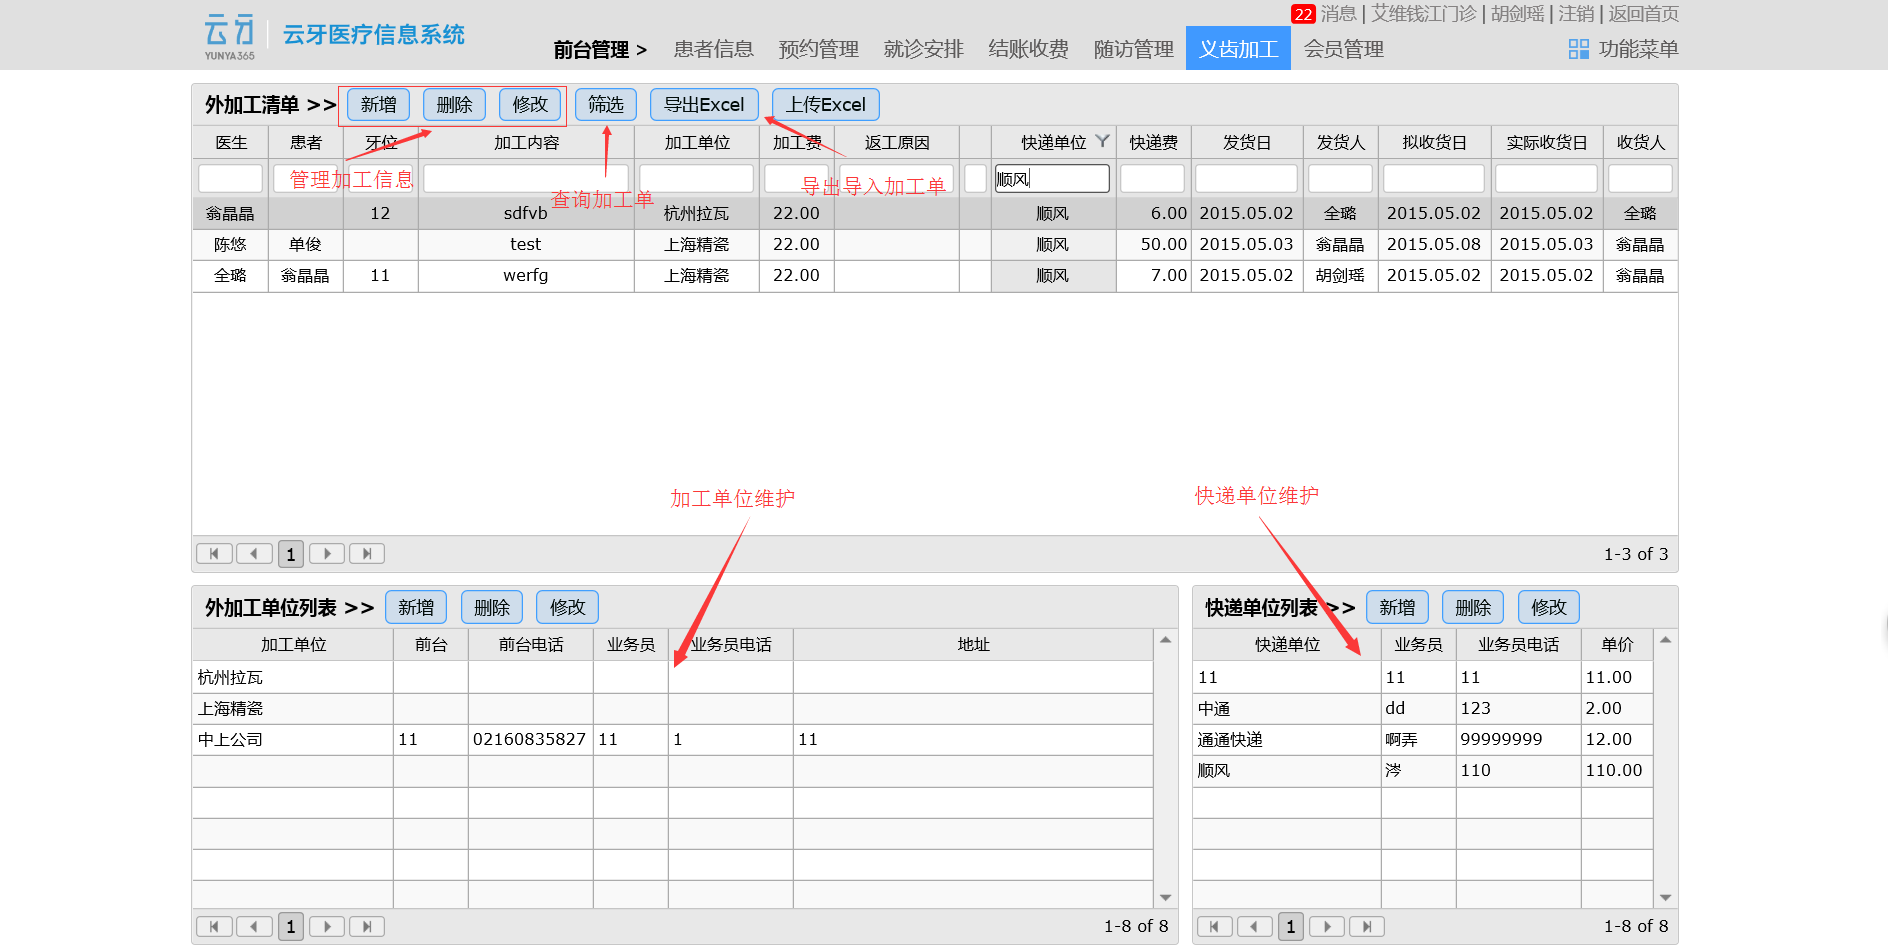 22 消息 | 艾维钱江门诊 | 胡剑瑶 | 注销 | 返回首页
云牙 YUNYA365 云牙医疗信息系统
前台管理 > 患者信息 预约管理 就诊安排 结账收费 随访管理 义齿加工 会员管理 功能菜单
外加工清单 >> 新增 删除 修改 筛选 导出Excel 上传Excel
医生 患者 牙位 加工内容 加工单位 加工费 返工原因 快递单位 快递费 发货日 发货人 拟收货日 实际收货日 收货人
管理加工信息 查询加工单 导出导入加工单 顺风
翁晶晶 12 sdfvb 杭州拉瓦 22.00 顺风 6.00 2015.05.02 全璐 2015.05.02 2015.05.02 全璐
陈悠 单俊 test 上海精瓷 22.00 顺风 50.00 2015.05.03 翁晶晶 2015.05.08 2015.05.03 翁晶晶
全璐 翁晶晶 11 werfg 上海精瓷 22.00 顺风 7.00 2015.05.02 胡剑瑶 2015.05.02 2015.05.02 翁晶晶
加工单位维护 快递单位维护
1 1-3 of 3
外加工单位列表 >> 新增 删除 修改
加工单位 前台 前台电话 业务员 业务员电话 地址
杭州拉瓦
上海精瓷
中上公司 11 02160835827 11 1 11
1 1-8 of 8
快递单位列表 >> 新增 删除 修改
快递单位 业务员 业务员电话 单价
11 11 11 11.00
中通 dd 123 2.00
通通快递 啊弄 99999999 12.00
顺风 涔 110 110.00
1 1-8 of 8